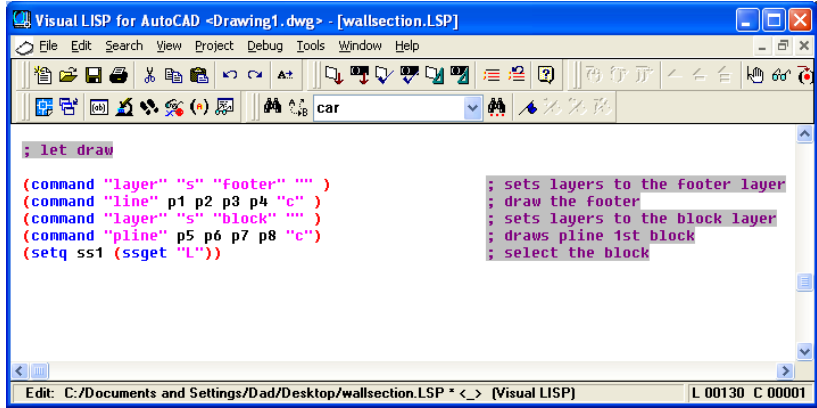 Visual LISP for AutoCAD <Drawing1.dwg> - [wallsection.LSP]
File Edit Search View Project Debug Tools Window Help
car
; let draw
(command "layer" "s" "footer" "" ) ; sets layers to the footer layer
(command "line" p1 p2 p3 p4 "c" ) ; draw the footer
(command "layer" "s" "block" "" ) ; sets layers to the block layer
(command "pline" p5 p6 p7 p8 "c") ; draws pline 1st block
(setq ss1 (ssget "L")) ; select the block
Edit: C:/Documents and Settings/Dad/Desktop/wallsection.LSP * <_> (Visual LISP) L 00130 C 00001